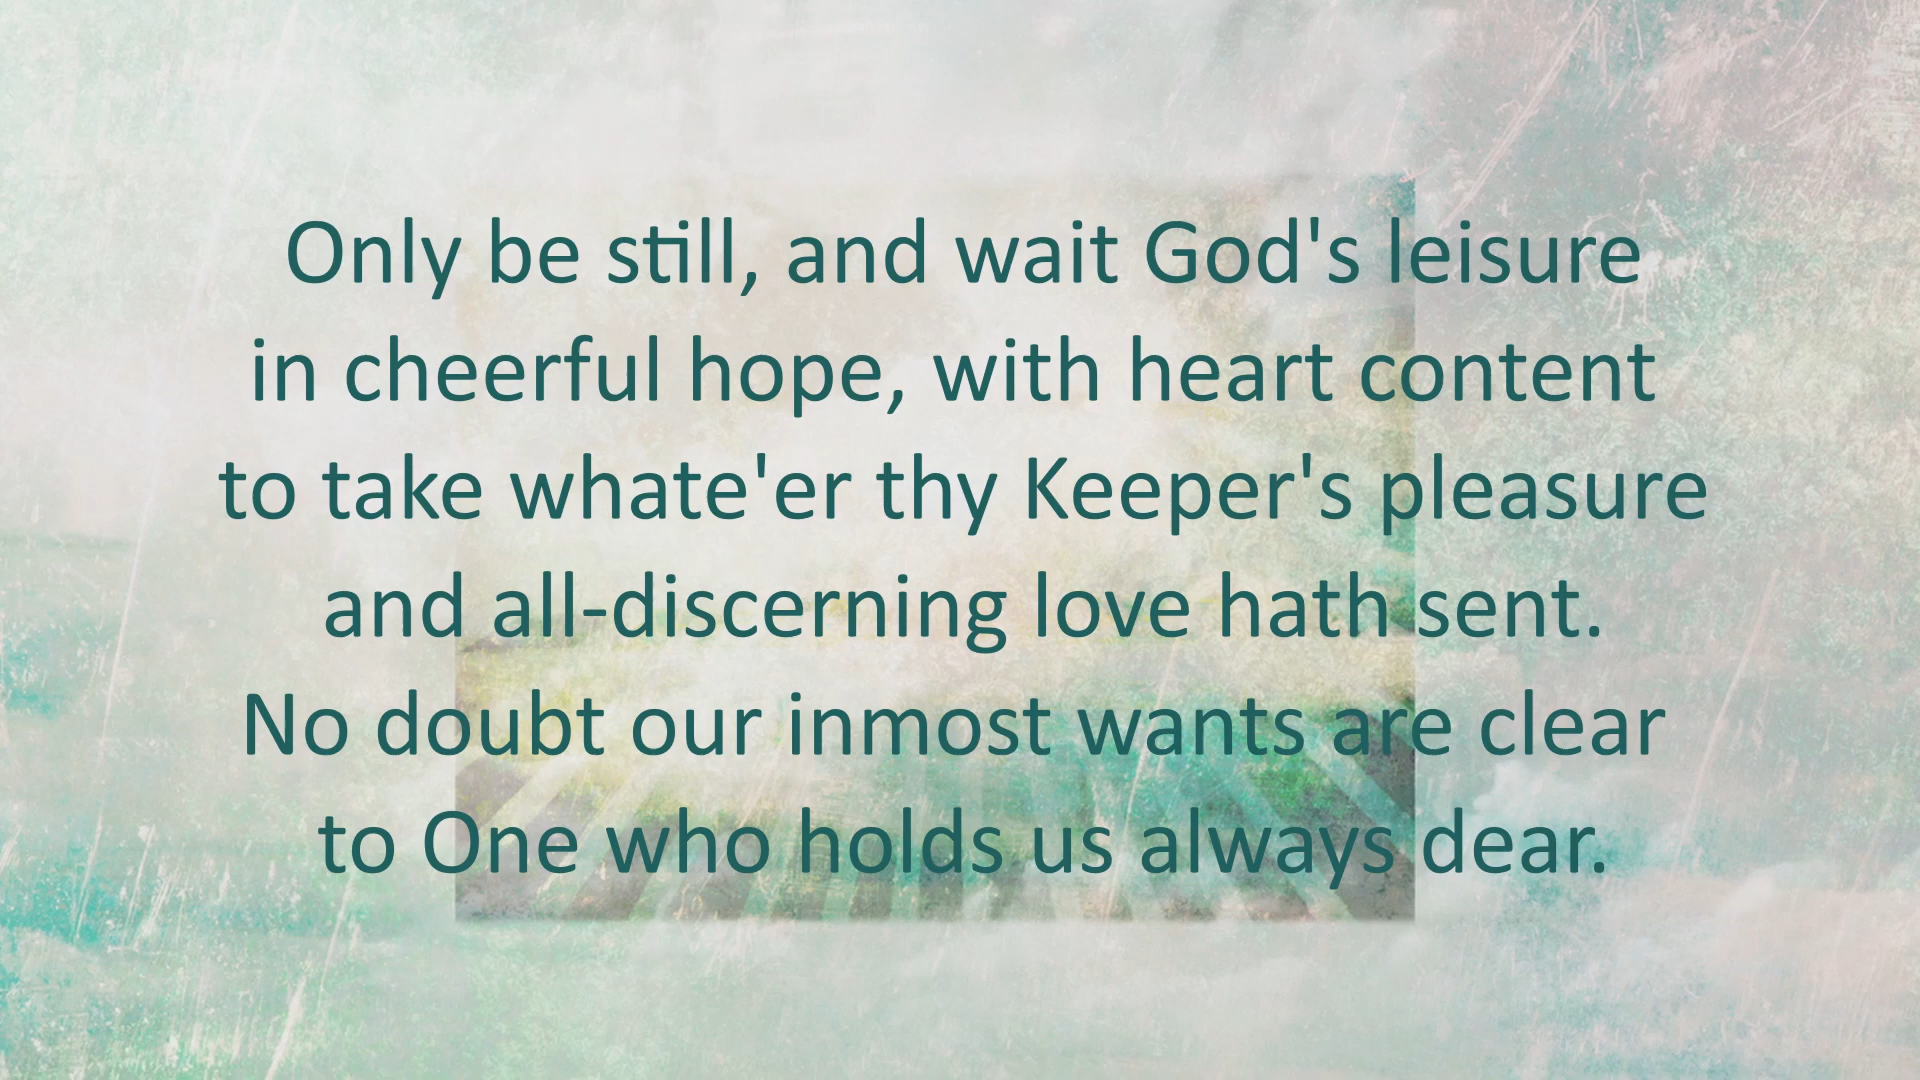 Only be still, and wait God's leisure
in cheerful hope, with heart content
to take whate'er thy Keeper's pleasure
and all-discerning love hath sent.
No doubt our inmost wants are clear
to One who holds us always dear.